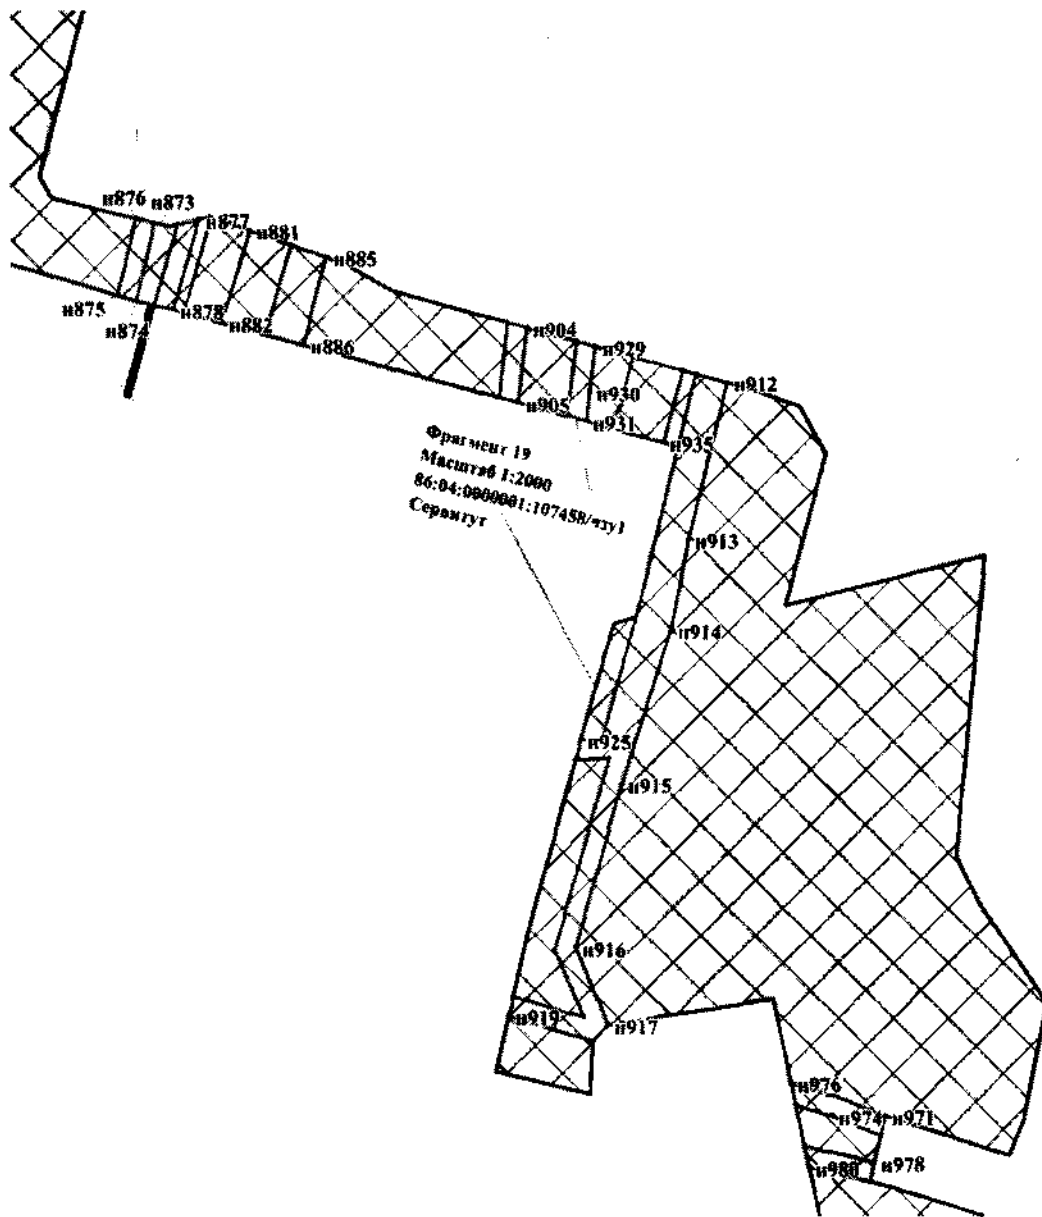 н876
н873
н877
н881
н885
н875
н874
н878
н882
н886
н904
н929
н912
н905
н930
н931
н935
Фрагмент 19
Масштаб 1:2000
86:04:0000001:107458/чзу1
Сервитут
н913
н914
н925
н915
н916
н919
н917
н976
н974
н971
н980
н978